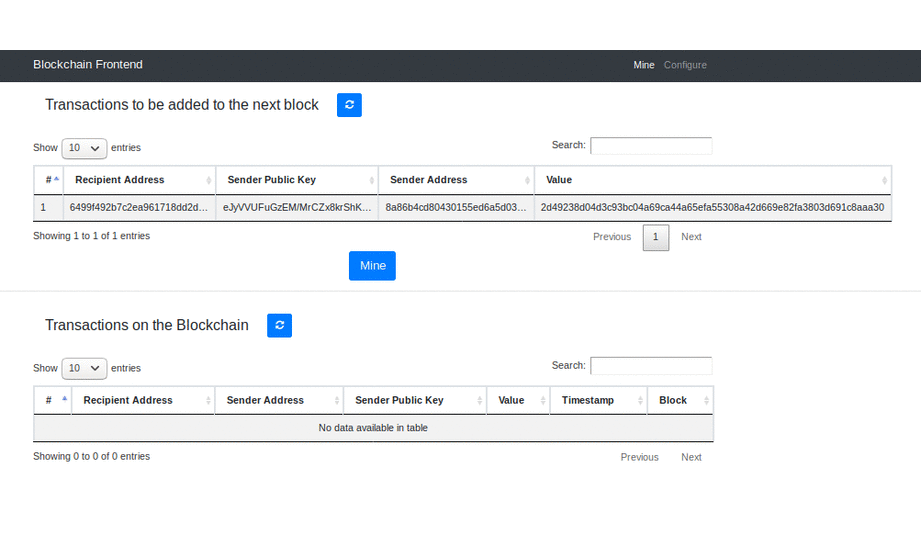 Blockchain Frontend Mine Configure
Transactions to be added to the next block
Show 10 entries Search:
# Recipient Address Sender Public Key Sender Address Value
1 6499f492b7c2ea961718dd2d... eJyVVUFuGzEM/MrCZx8krShK... 8a86b4cd80430155ed6a5d03... 2d49238d04d3c93bc04a69ca44a65efa55308a42d669e82fa3803d691c8aaa30
Showing 1 to 1 of 1 entries Previous 1 Next
Mine
Transactions on the Blockchain
Show 10 entries Search:
# Recipient Address Sender Address Sender Public Key Value Timestamp Block
No data available in table
Showing 0 to 0 of 0 entries Previous Next